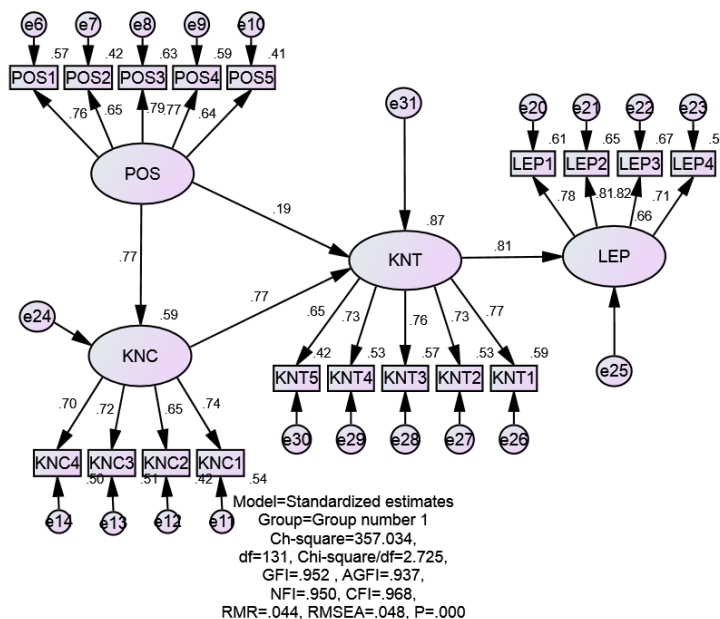 e6 e7 e8 e9 e10
.57 .42 .63 .59 .41
POS1 POS2 POS3 POS4 POS5
.76 .65 .79 .77 .64
POS
e31
e20 e21 e22 e23
.61 .65 .67 .5
LEP1 LEP2 LEP3 LEP4
.78 .81 .82 .71
.66
LEP
.19
.87
KNT
.81
.77
.77
e24
.59
KNC
e25
.65 .73 .76 .73 .77
.42 .53 .57 .53 .59
KNT5 KNT4 KNT3 KNT2 KNT1
e30 e29 e28 e27 e26
.70 .72 .65 .74
KNC4 KNC3 KNC2 KNC1
.50 .51 .42 .54
e14 e13 e12 e11
Model=Standardized estimates
Group=Group number 1
Ch-square=357.034,
df=131, Chi-square/df=2.725,
GFI=.952 , AGFI=.937,
NFI=.950, CFI=.968,
RMR=.044, RMSEA=.048, P=.000